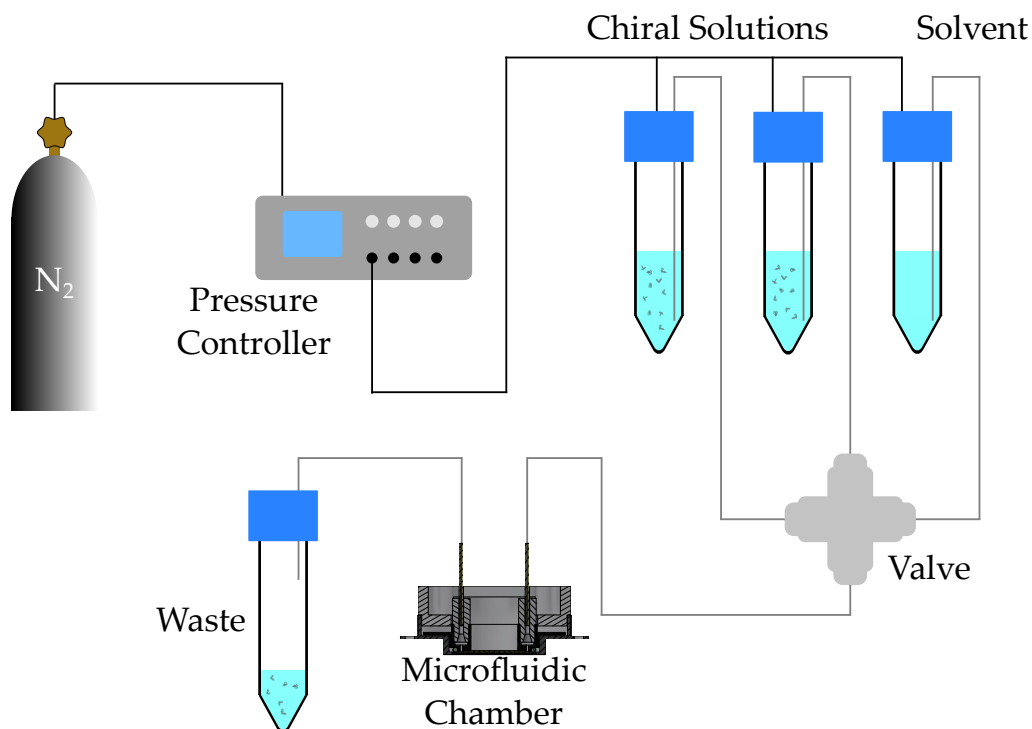 Chiral Solutions
Solvent
N₂
Pressure
Controller
Valve
Waste
Microfluidic
Chamber